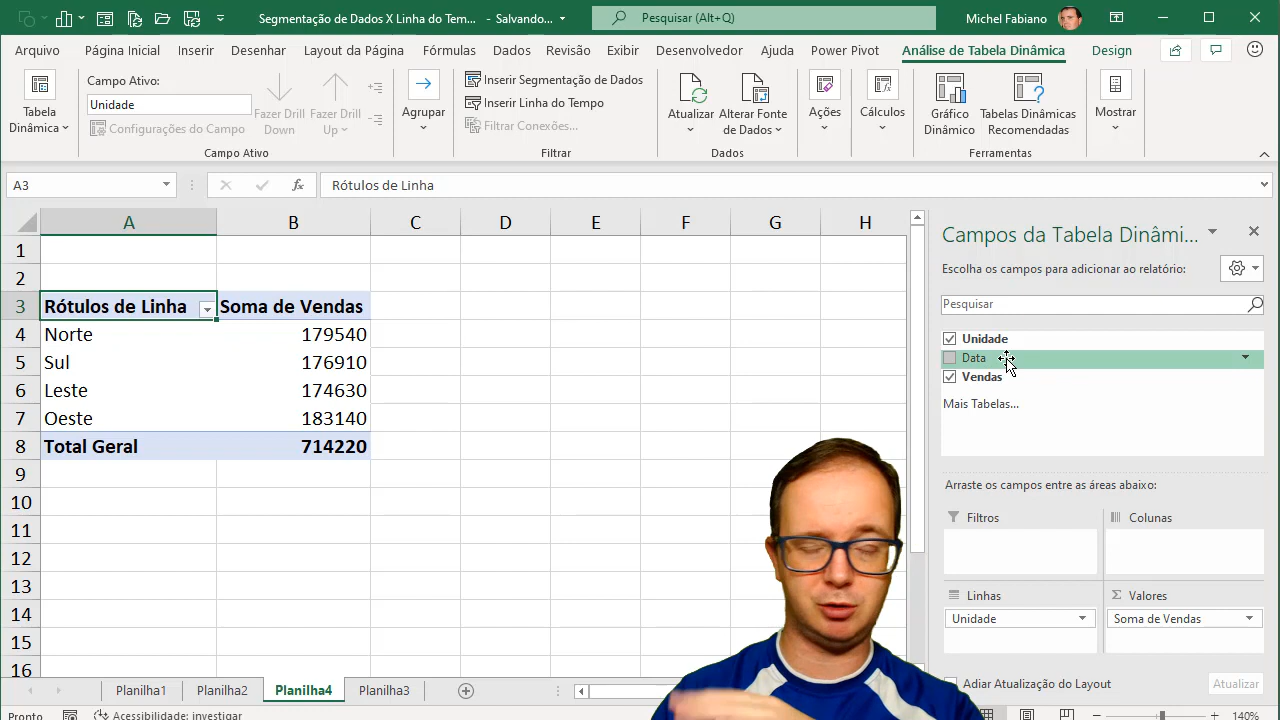 Segmentação de Dados X Linha do Tem... - Salvando...
Pesquisar (Alt+Q)
Michel Fabiano
Arquivo
Página Inicial
Inserir
Desenhar
Layout da Página
Fórmulas
Dados
Revisão
Exibir
Desenvolvedor
Ajuda
Power Pivot
Análise de Tabela Dinâmica
Design
Tabela
Dinâmica
Campo Ativo:
Unidade
Configurações do Campo
Fazer Drill
Down
Fazer Drill
Up
Campo Ativo
Agrupar
Inserir Segmentação de Dados
Inserir Linha do Tempo
Filtrar Conexões...
Filtrar
Atualizar
Alterar Fonte
de Dados
Dados
Ações
Cálculos
Gráfico
Dinâmico
Tabelas Dinâmicas
Recomendadas
Ferramentas
Mostrar
A3
fx
Rótulos de Linha
A B C D E F G H
1
2
3 Rótulos de Linha Soma de Vendas
4 Norte 179540
5 Sul 176910
6 Leste 174630
7 Oeste 183140
8 Total Geral 714220
9
10
11
12
13
14
15
16
Campos da Tabela Dinâmi...
Escolha os campos para adicionar ao relatório:
Pesquisar
Unidade
Data
Vendas
Mais Tabelas...
Arraste os campos entre as áreas abaixo:
Filtros
Colunas
Linhas
Σ Valores
Unidade
Soma de Vendas
Adiar Atualização do Layout
Atualizar
Planilha1
Planilha2
Planilha4
Planilha3
Pronto
Acessibilidade: investigar
140%